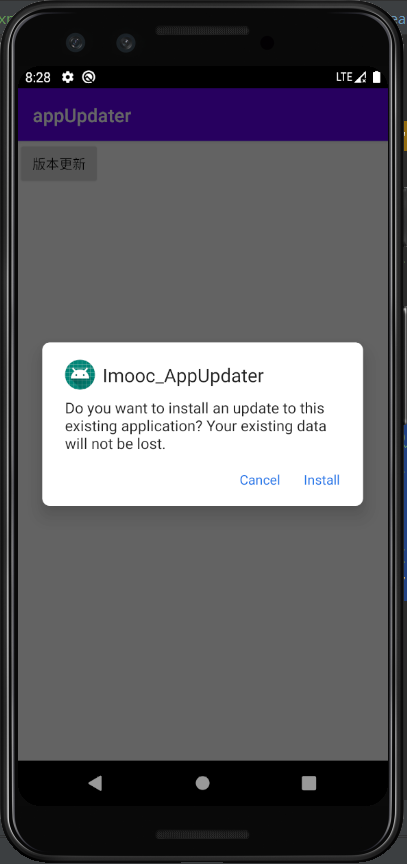 8:28
LTE
appUpdater
版本更新
Imooc_AppUpdater
Do you want to install an update to this
existing application? Your existing data
will not be lost.
Cancel
Install